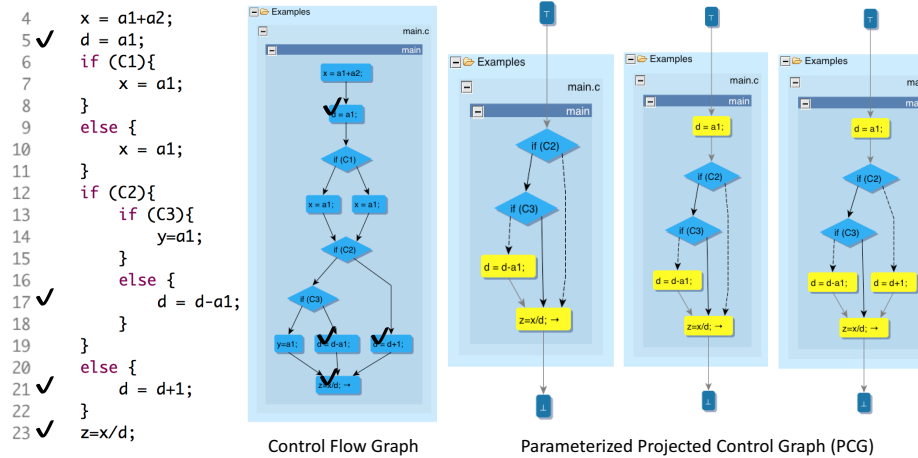 4 x = a1+a2;
5 ✓ d = a1;
6 if (C1){
7 x = a1;
8 }
9 else {
10 x = a1;
11 }
12 if (C2){
13 if (C3){
14 y=a1;
15 }
16 else {
17 ✓ d = d-a1;
18 }
19 }
20 else {
21 ✓ d = d+1;
22 }
23 ✓ z=x/d;
Examples
main.c
main
x = a1+a2;
d = a1;
if (C1)
x = a1; x = a1;
if (C2)
if (C3)
y=a1; d = d-a1; d = d+1;
z=x/d; →
Control Flow Graph
⊤
Examples
main.c
main
if (C2)
if (C3)
d = d-a1;
z=x/d; →
⊥
⊤
Examples
main.c
main
d = a1;
if (C2)
if (C3)
d = d-a1;
z=x/d; →
⊥
⊤
Examples
main.c
d = a1;
if (C2)
if (C3)
d = d-a1; d = d+1;
z=x/d; →
⊥
Parameterized Projected Control Graph (PCG)